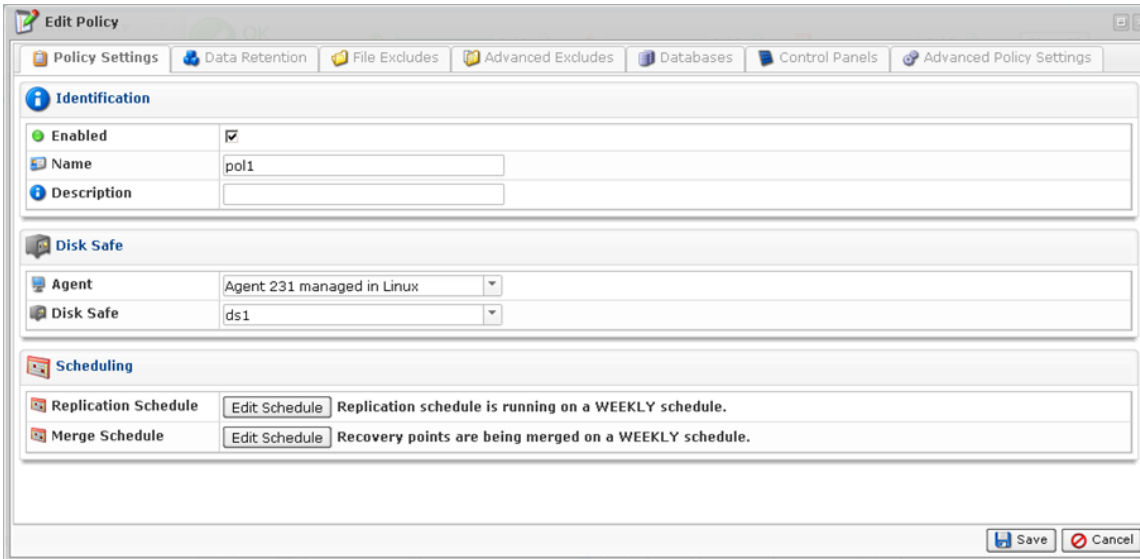 Edit Policy
OK
Policy Settings Data Retention File Excludes Advanced Excludes Databases Control Panels Advanced Policy Settings
Identification
Enabled
Name pol1
Description
Disk Safe
Agent Agent 231 managed in Linux
Disk Safe ds1
Scheduling
Replication Schedule Edit Schedule Replication schedule is running on a WEEKLY schedule.
Merge Schedule Edit Schedule Recovery points are being merged on a WEEKLY schedule.
Save Cancel